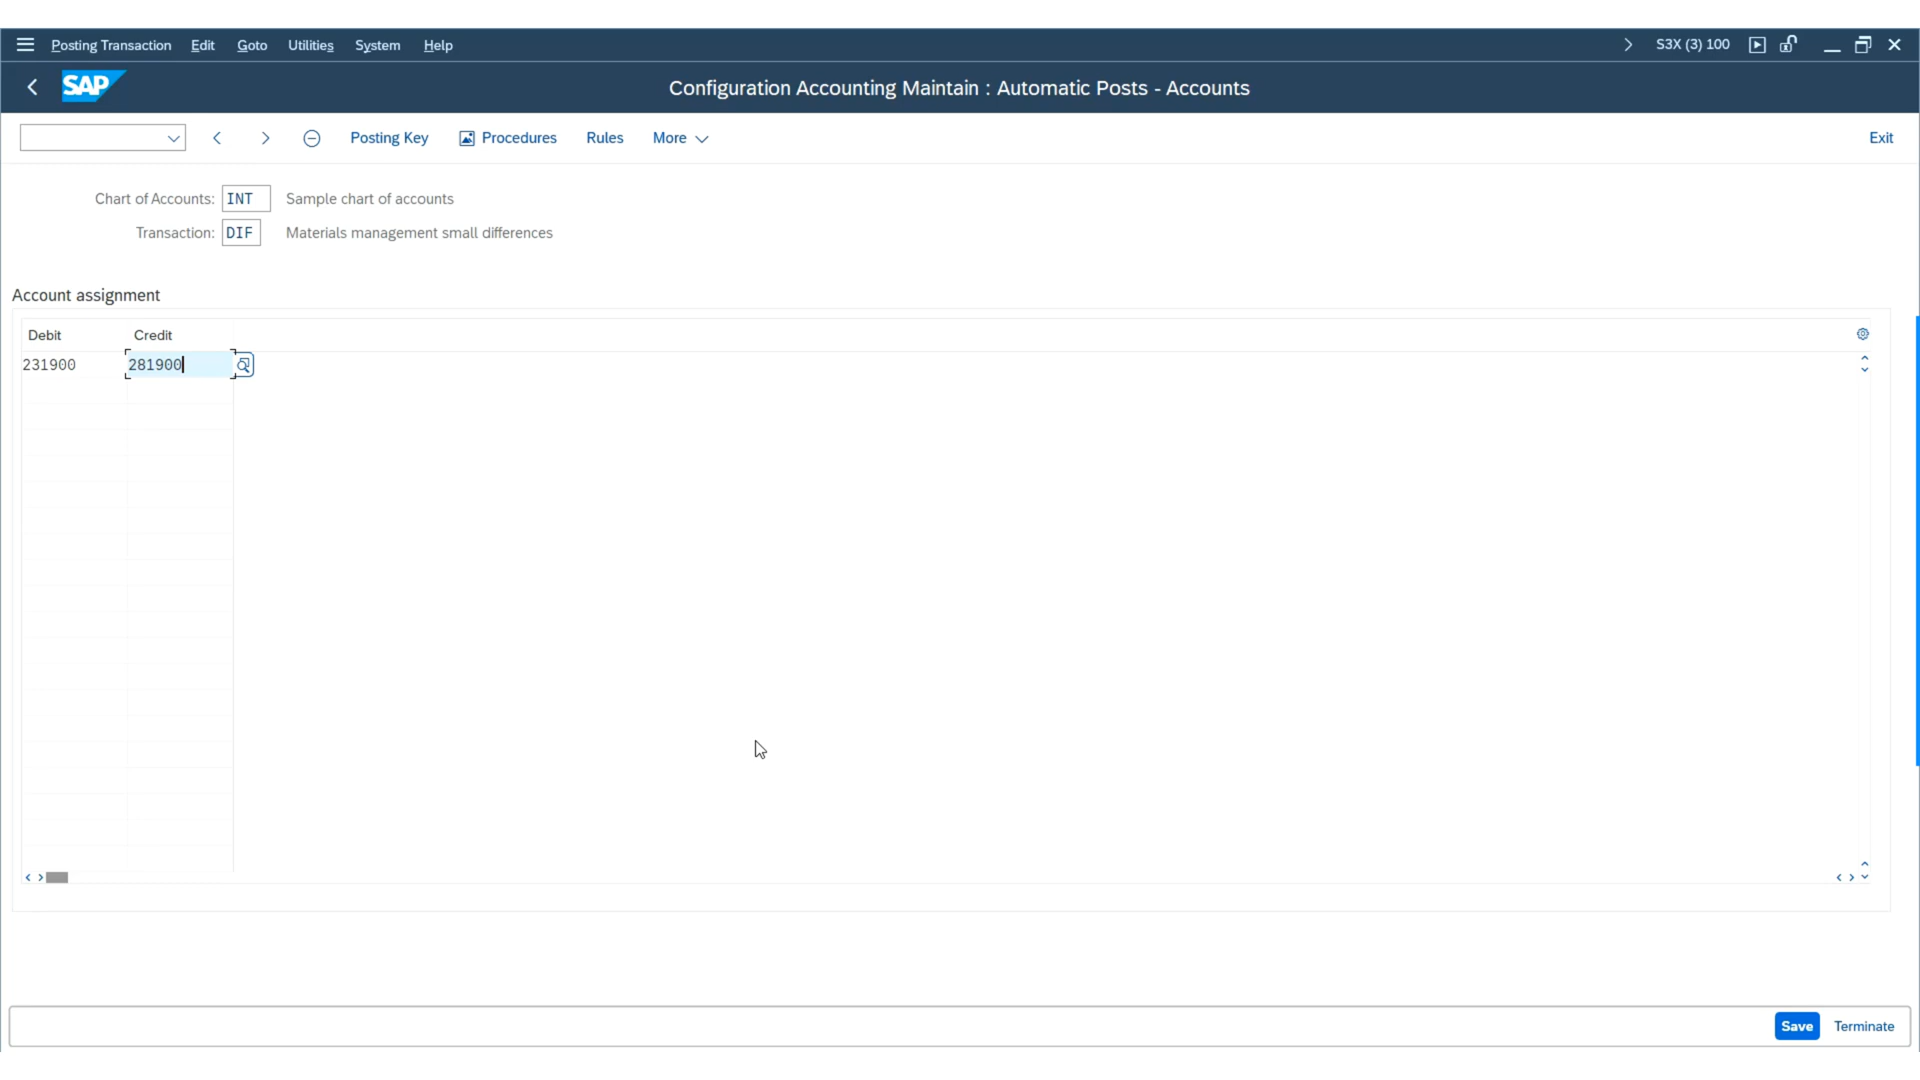 Posting Transaction Edit Goto Utilities System Help S3X (3) 100
SAP Configuration Accounting Maintain : Automatic Posts - Accounts
Posting Key Procedures Rules More Exit
Chart of Accounts: INT Sample chart of accounts
Transaction: DIF Materials management small differences
Account assignment
Debit Credit
231900 281900
Save Terminate